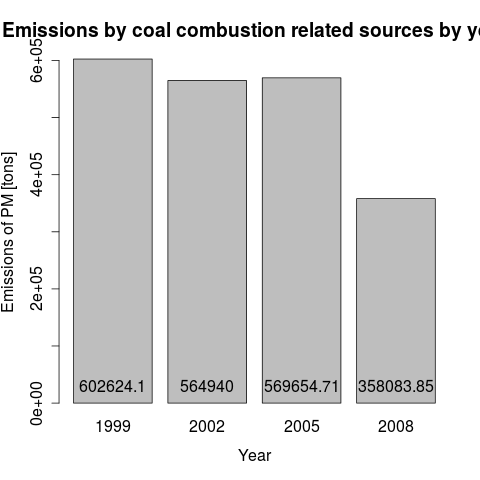 Emissions by coal combustion related sources by ye
Emissions of PM [tons]
6e+05
4e+05
2e+05
0e+00
602624.1 564940 569654.71 358083.85
1999 2002 2005 2008
Year